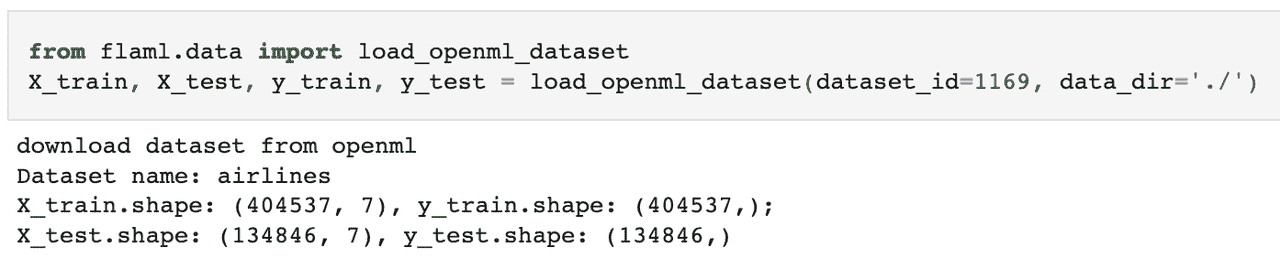 from flaml.data import load_openml_dataset
X_train, X_test, y_train, y_test = load_openml_dataset(dataset_id=1169, data_dir='./')
download dataset from openml
Dataset name: airlines
X_train.shape: (404537, 7), y_train.shape: (404537,);
X_test.shape: (134846, 7), y_test.shape: (134846,)